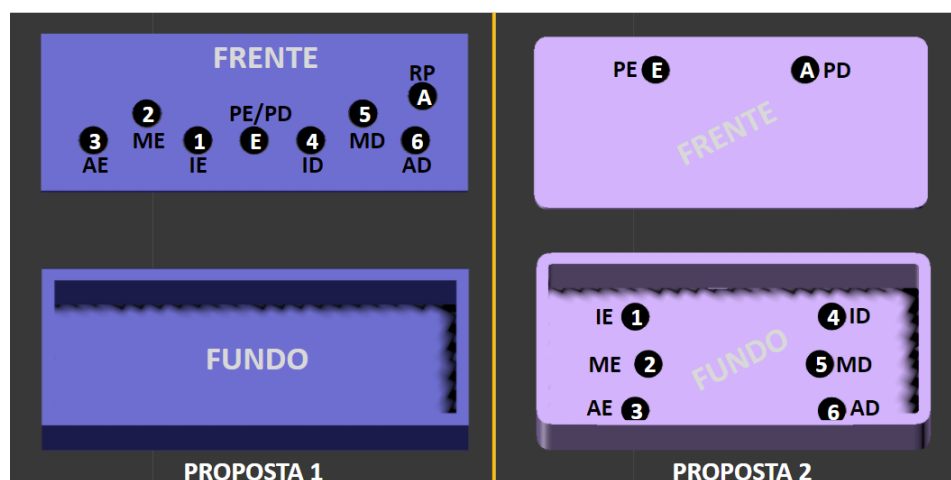 FRENTE
RP
A
2
PE/PD
5
3
ME
1
E
4
MD
6
AE
IE
ID
AD
FUNDO
PROPOSTA 1
PE E
A PD
FRENTE
IE 1
4 ID
ME 2
FUNDO
5 MD
AE 3
6 AD
PROPOSTA 2